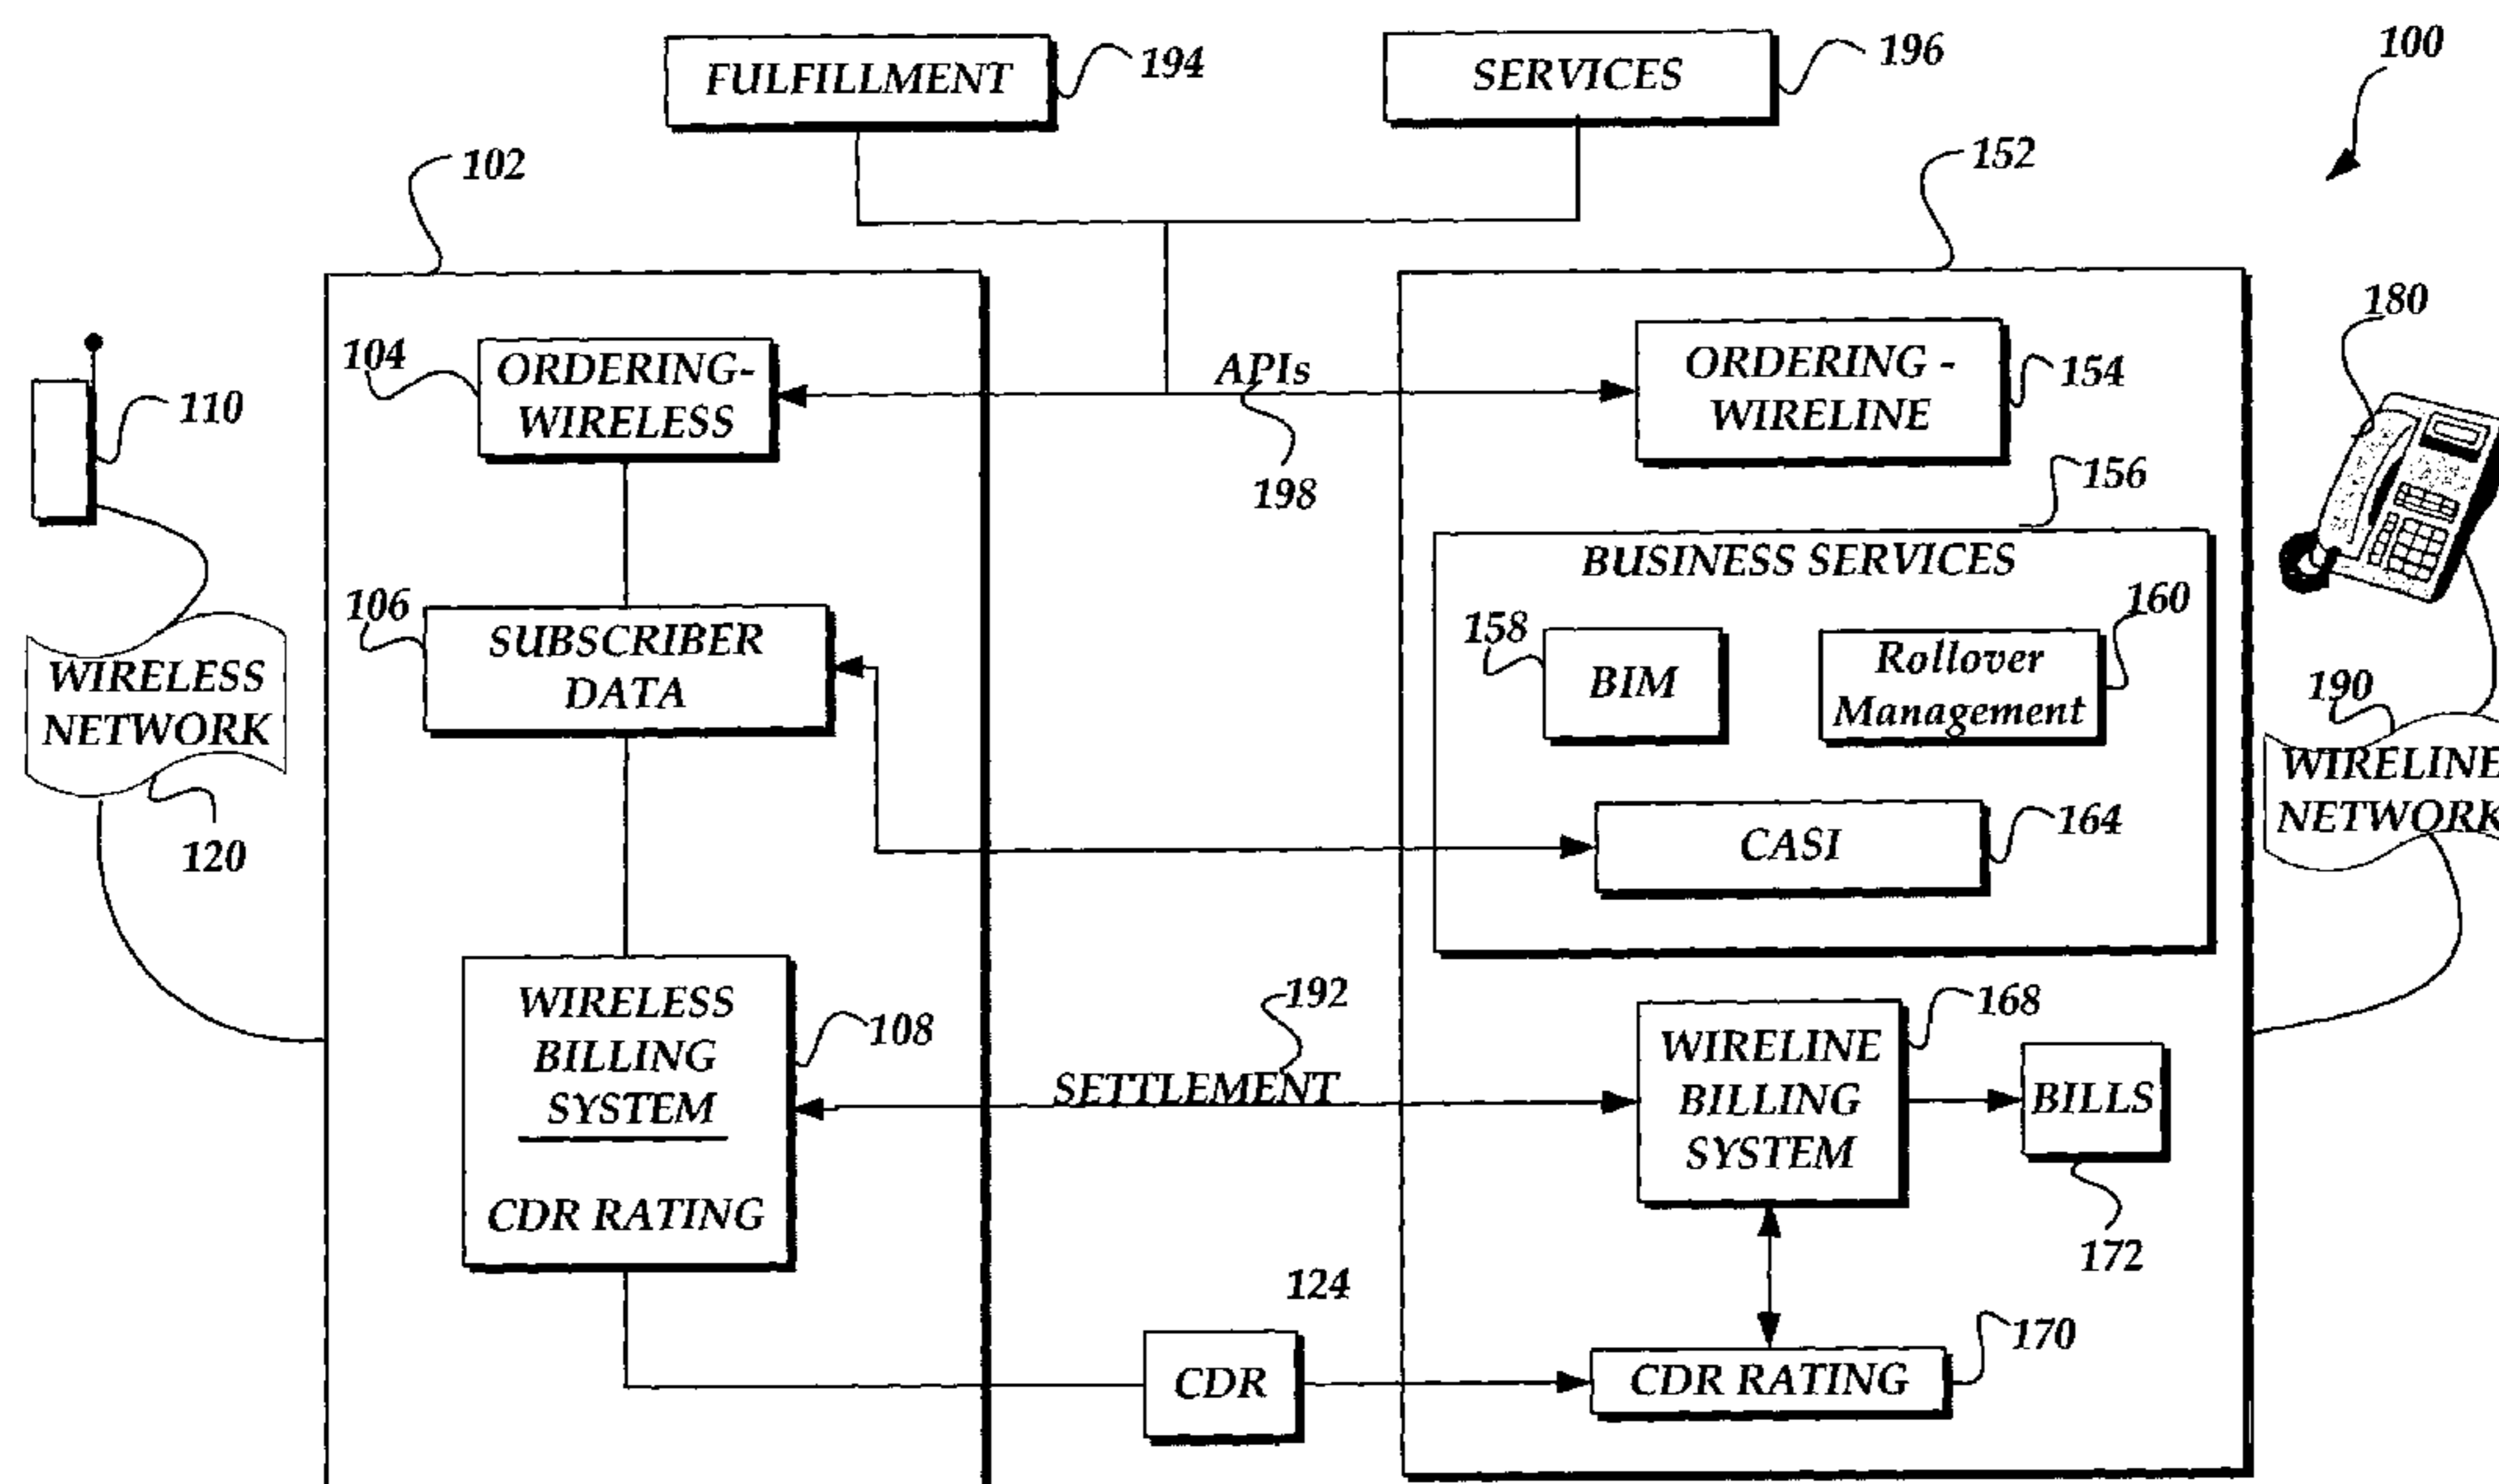 FULFILLMENT
194
SERVICES
196
100
102
152
104
ORDERING-
WIRELESS
APIs
198
ORDERING -
WIRELINE
154
180
110
156
BUSINESS SERVICES
106
SUBSCRIBER
DATA
158
BIM
160
Rollover
Management
190
WIRELESS
NETWORK
120
WIRELINE
NETWORK
CASI
164
WIRELESS
BILLING
SYSTEM
CDR RATING
108
192
SETTLEMENT
168
WIRELINE
BILLING
SYSTEM
BILLS
172
124
CDR
CDR RATING
170